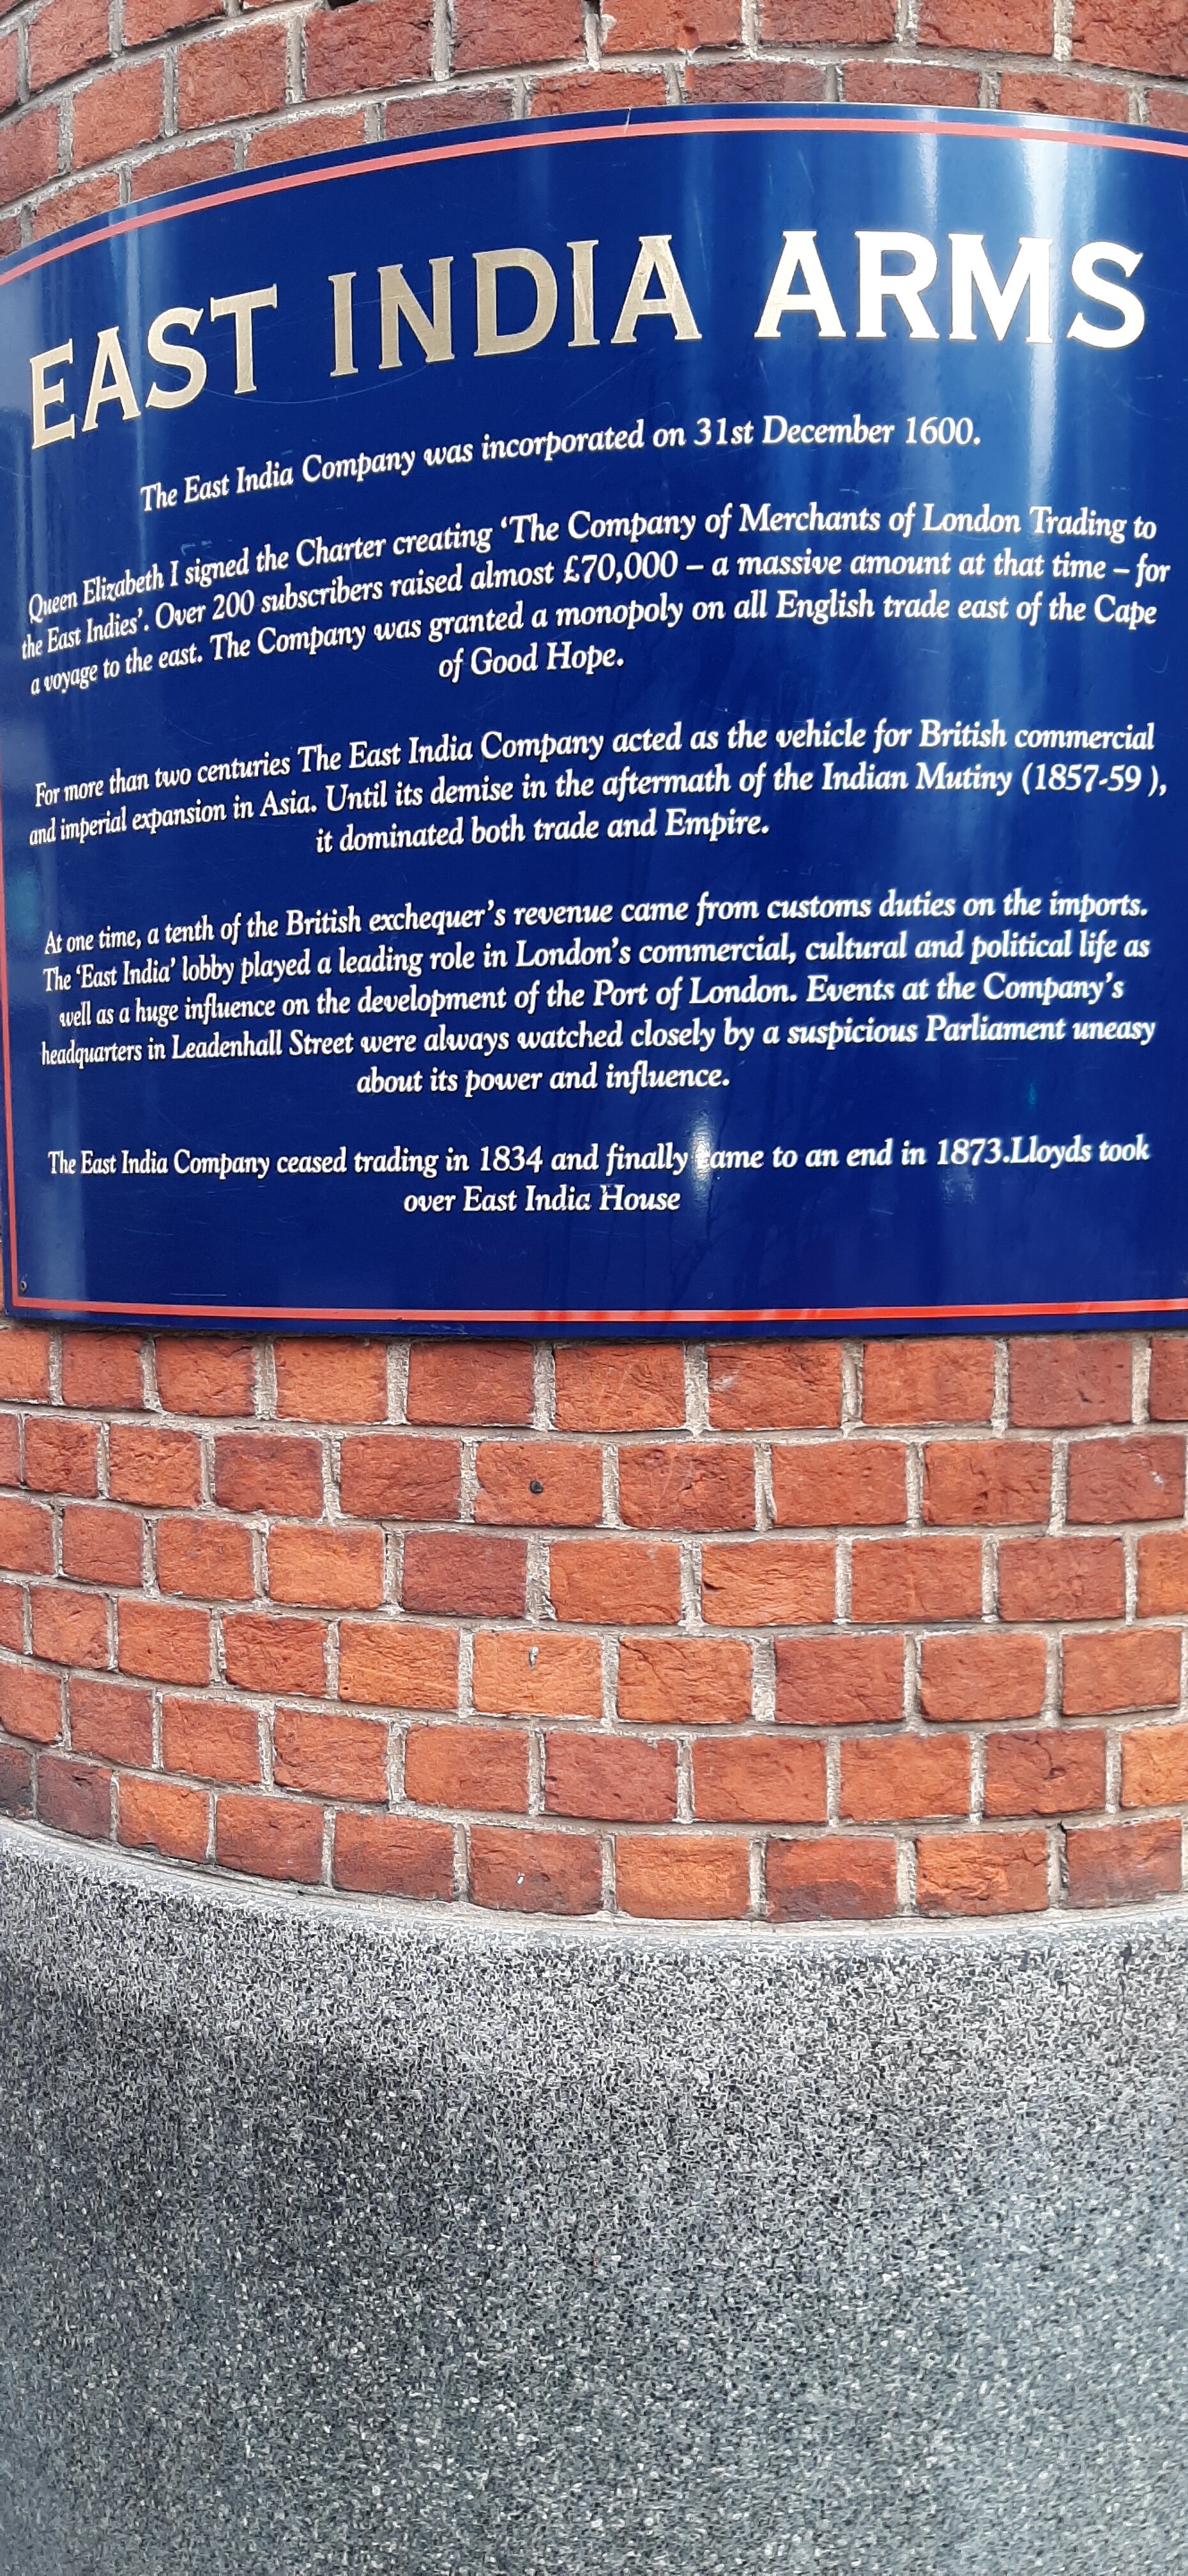 EAST INDIA ARMS
The East India Company was incorporated on 31st December 1600.
Queen Elizabeth I signed the Charter creating ‘The Company of Merchants of London Trading to
the East Indies’. Over 200 subscribers raised almost £70,000 – a massive amount at that time – for
a voyage to the east. The Company was granted a monopoly on all English trade east of the Cape
of Good Hope.
For more than two centuries The East India Company acted as the vehicle for British commercial
and imperial expansion in Asia. Until its demise in the aftermath of the Indian Mutiny (1857-59 ),
it dominated both trade and Empire.
At one time, a tenth of the British exchequer’s revenue came from customs duties on the imports.
The ‘East India’ lobby played a leading role in London’s commercial, cultural and political life as
well as a huge influence on the development of the Port of London. Events at the Company’s
headquarters in Leadenhall Street were always watched closely by a suspicious Parliament uneasy
about its power and influence.
The East India Company ceased trading in 1834 and finally came to an end in 1873.Lloyds took
over East India House